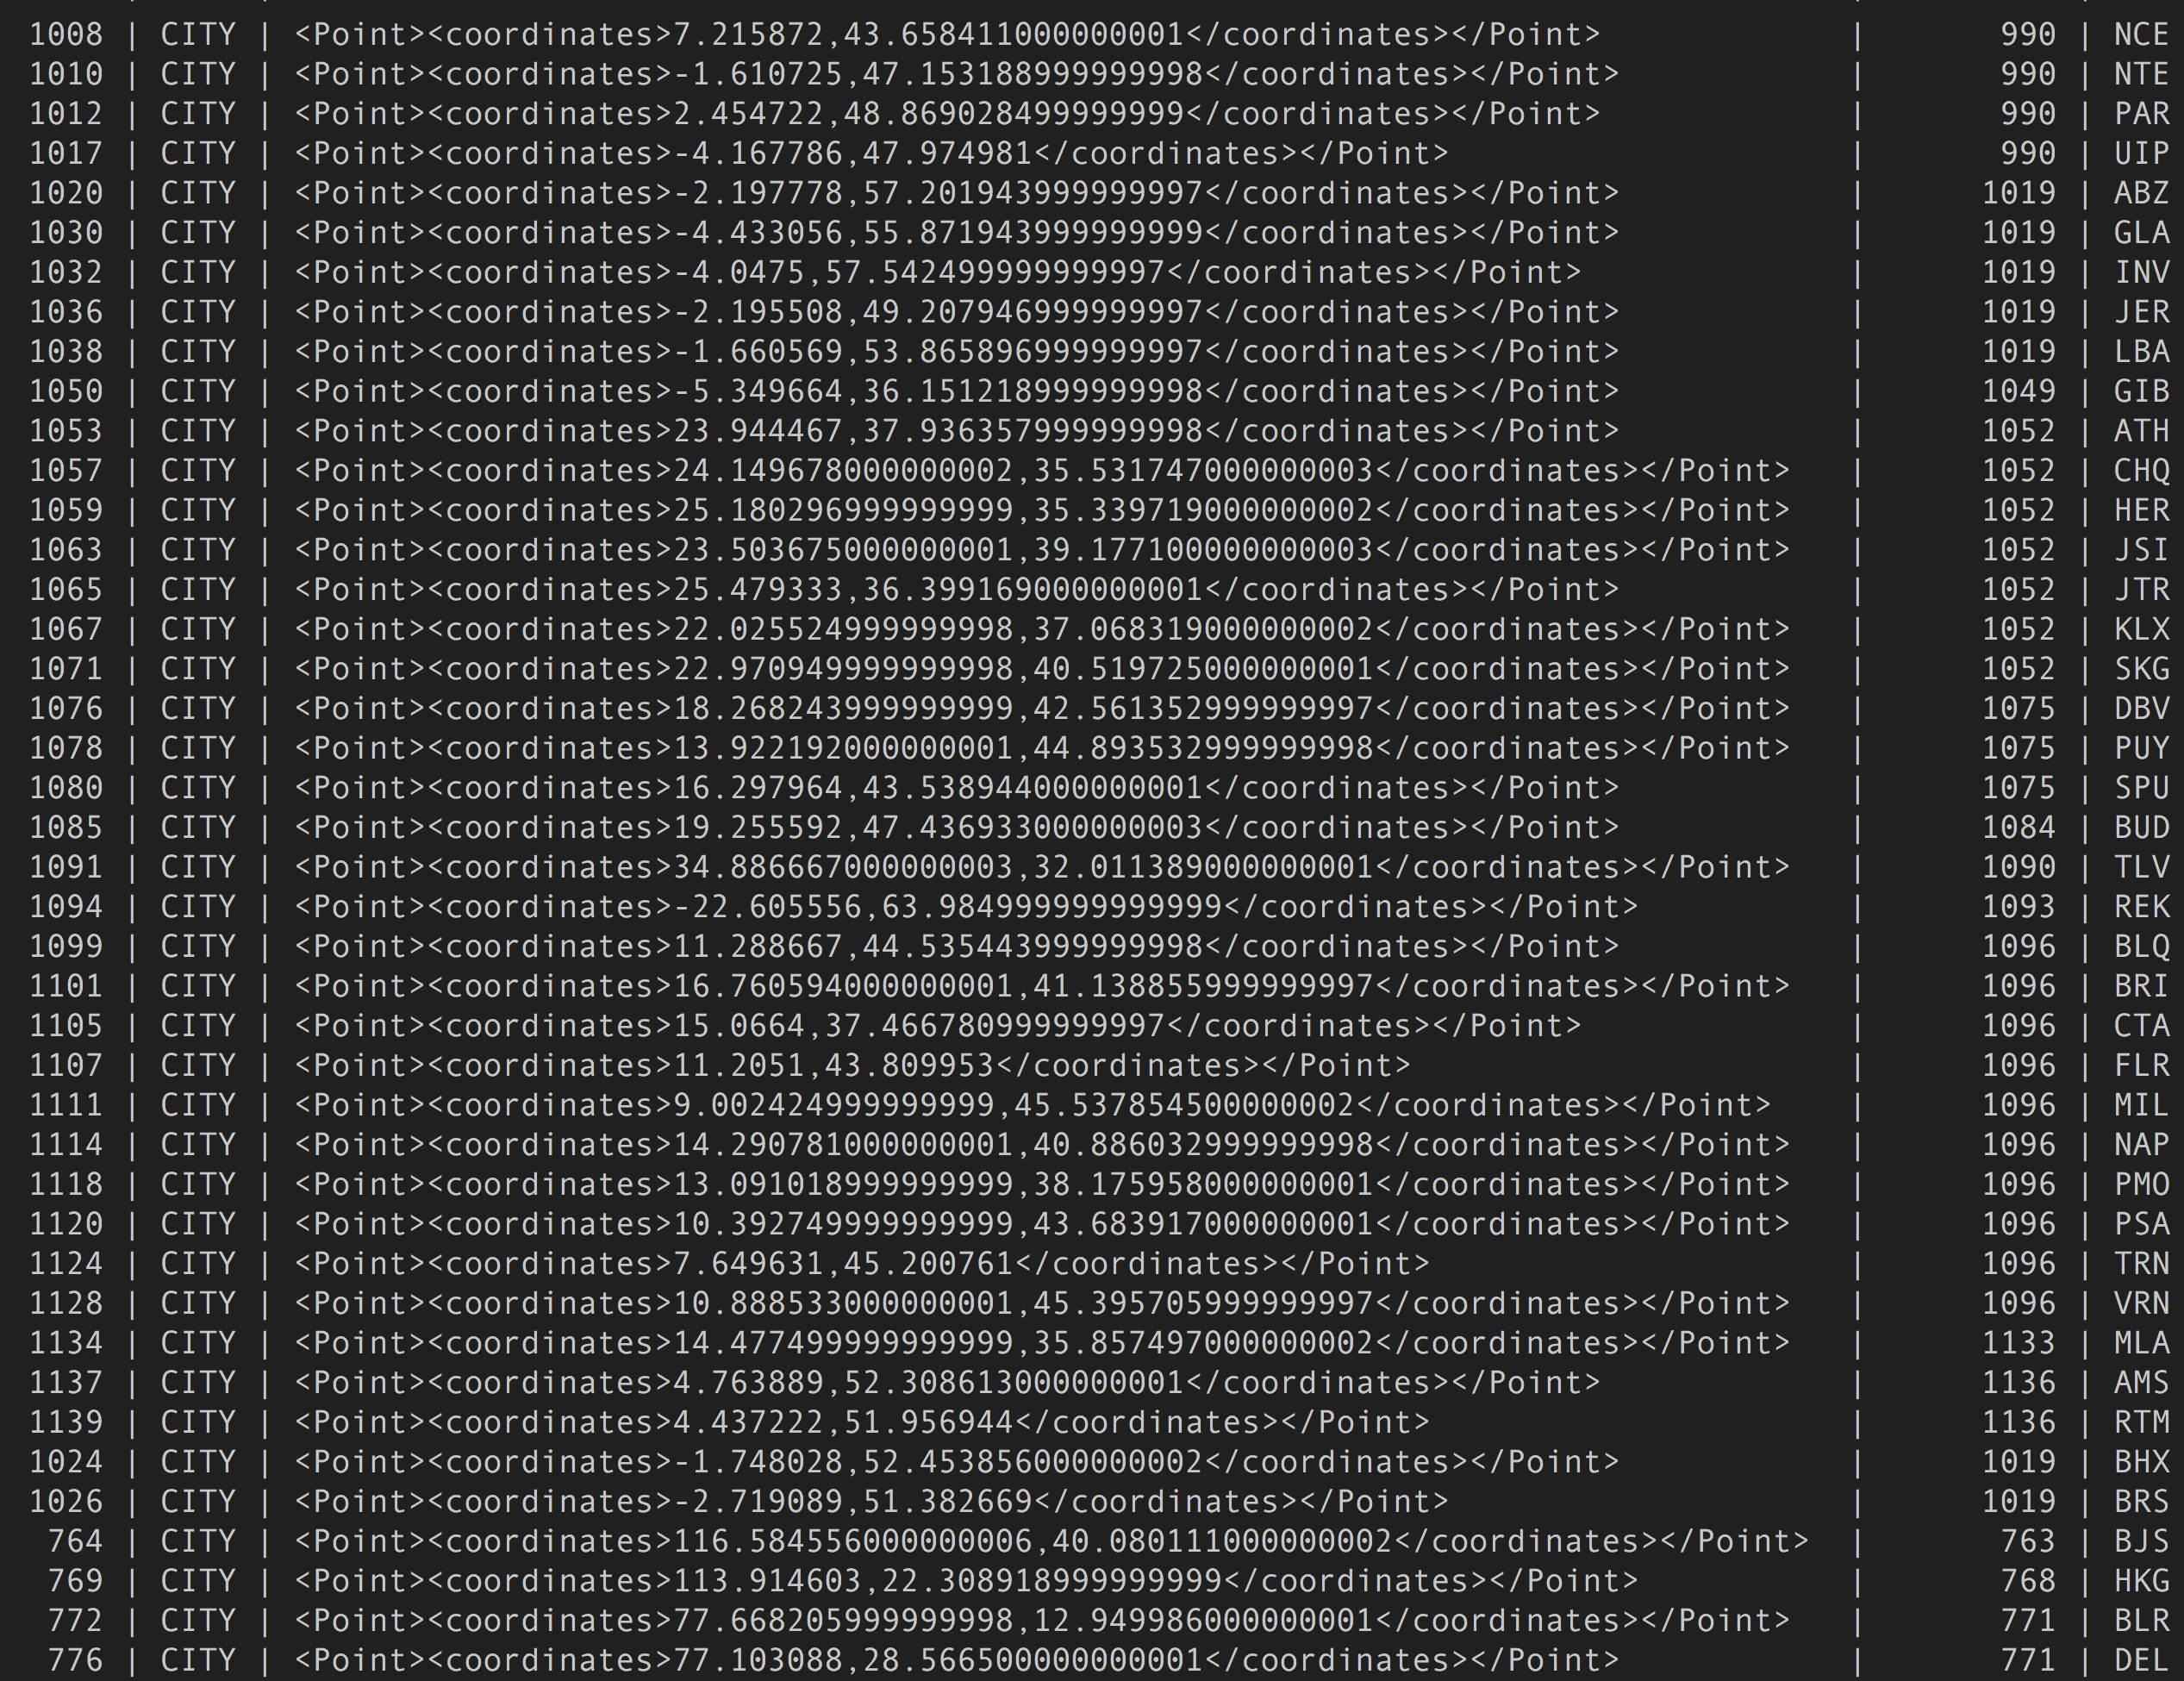 1008 | CITY | <Point><coordinates>7.215872,43.658411000000001</coordinates></Point> | 990 | NCE
1010 | CITY | <Point><coordinates>-1.610725,47.153188999999998</coordinates></Point> | 990 | NTE
1012 | CITY | <Point><coordinates>2.454722,48.869028499999999</coordinates></Point> | 990 | PAR
1017 | CITY | <Point><coordinates>-4.167786,47.974981</coordinates></Point> | 990 | UIP
1020 | CITY | <Point><coordinates>-2.197778,57.201943999999997</coordinates></Point> | 1019 | ABZ
1030 | CITY | <Point><coordinates>-4.433056,55.871943999999999</coordinates></Point> | 1019 | GLA
1032 | CITY | <Point><coordinates>-4.0475,57.542499999999997</coordinates></Point> | 1019 | INV
1036 | CITY | <Point><coordinates>-2.195508,49.207946999999997</coordinates></Point> | 1019 | JER
1038 | CITY | <Point><coordinates>-1.660569,53.865896999999997</coordinates></Point> | 1019 | LBA
1050 | CITY | <Point><coordinates>-5.349664,36.151218999999998</coordinates></Point> | 1049 | GIB
1053 | CITY | <Point><coordinates>23.944467,37.936357999999998</coordinates></Point> | 1052 | ATH
1057 | CITY | <Point><coordinates>24.149678000000002,35.531747000000003</coordinates></Point> | 1052 | CHQ
1059 | CITY | <Point><coordinates>25.180296999999999,35.339719000000002</coordinates></Point> | 1052 | HER
1063 | CITY | <Point><coordinates>23.503675000000001,39.177100000000003</coordinates></Point> | 1052 | JSI
1065 | CITY | <Point><coordinates>25.479333,36.399169000000001</coordinates></Point> | 1052 | JTR
1067 | CITY | <Point><coordinates>22.025524999999998,37.068319000000002</coordinates></Point> | 1052 | KLX
1071 | CITY | <Point><coordinates>22.970949999999998,40.519725000000001</coordinates></Point> | 1052 | SKG
1076 | CITY | <Point><coordinates>18.268243999999999,42.561352999999997</coordinates></Point> | 1075 | DBV
1078 | CITY | <Point><coordinates>13.922192000000001,44.893532999999998</coordinates></Point> | 1075 | PUY
1080 | CITY | <Point><coordinates>16.297964,43.538944000000001</coordinates></Point> | 1075 | SPU
1085 | CITY | <Point><coordinates>19.255592,47.436933000000003</coordinates></Point> | 1084 | BUD
1091 | CITY | <Point><coordinates>34.886667000000003,32.011389000000001</coordinates></Point> | 1090 | TLV
1094 | CITY | <Point><coordinates>-22.605556,63.984999999999999</coordinates></Point> | 1093 | REK
1099 | CITY | <Point><coordinates>11.288667,44.535443999999998</coordinates></Point> | 1096 | BLQ
1101 | CITY | <Point><coordinates>16.760594000000001,41.138855999999997</coordinates></Point> | 1096 | BRI
1105 | CITY | <Point><coordinates>15.0664,37.466780999999997</coordinates></Point> | 1096 | CTA
1107 | CITY | <Point><coordinates>11.2051,43.809953</coordinates></Point> | 1096 | FLR
1111 | CITY | <Point><coordinates>9.002424999999999,45.537854500000002</coordinates></Point> | 1096 | MIL
1114 | CITY | <Point><coordinates>14.290781000000001,40.886032999999998</coordinates></Point> | 1096 | NAP
1118 | CITY | <Point><coordinates>13.091018999999999,38.175958000000001</coordinates></Point> | 1096 | PMO
1120 | CITY | <Point><coordinates>10.392749999999999,43.683917000000001</coordinates></Point> | 1096 | PSA
1124 | CITY | <Point><coordinates>7.649631,45.200761</coordinates></Point> | 1096 | TRN
1128 | CITY | <Point><coordinates>10.888533000000001,45.395705999999997</coordinates></Point> | 1096 | VRN
1134 | CITY | <Point><coordinates>14.477499999999999,35.857497000000002</coordinates></Point> | 1133 | MLA
1137 | CITY | <Point><coordinates>4.763889,52.308613000000001</coordinates></Point> | 1136 | AMS
1139 | CITY | <Point><coordinates>4.437222,51.956944</coordinates></Point> | 1136 | RTM
1024 | CITY | <Point><coordinates>-1.748028,52.453856000000002</coordinates></Point> | 1019 | BHX
1026 | CITY | <Point><coordinates>-2.719089,51.382669</coordinates></Point> | 1019 | BRS
764 | CITY | <Point><coordinates>116.584556000000006,40.080111000000002</coordinates></Point> | 763 | BJS
769 | CITY | <Point><coordinates>113.914603,22.308918999999999</coordinates></Point> | 768 | HKG
772 | CITY | <Point><coordinates>77.668205999999998,12.949986000000001</coordinates></Point> | 771 | BLR
776 | CITY | <Point><coordinates>77.103088,28.566500000000001</coordinates></Point> | 771 | DEL